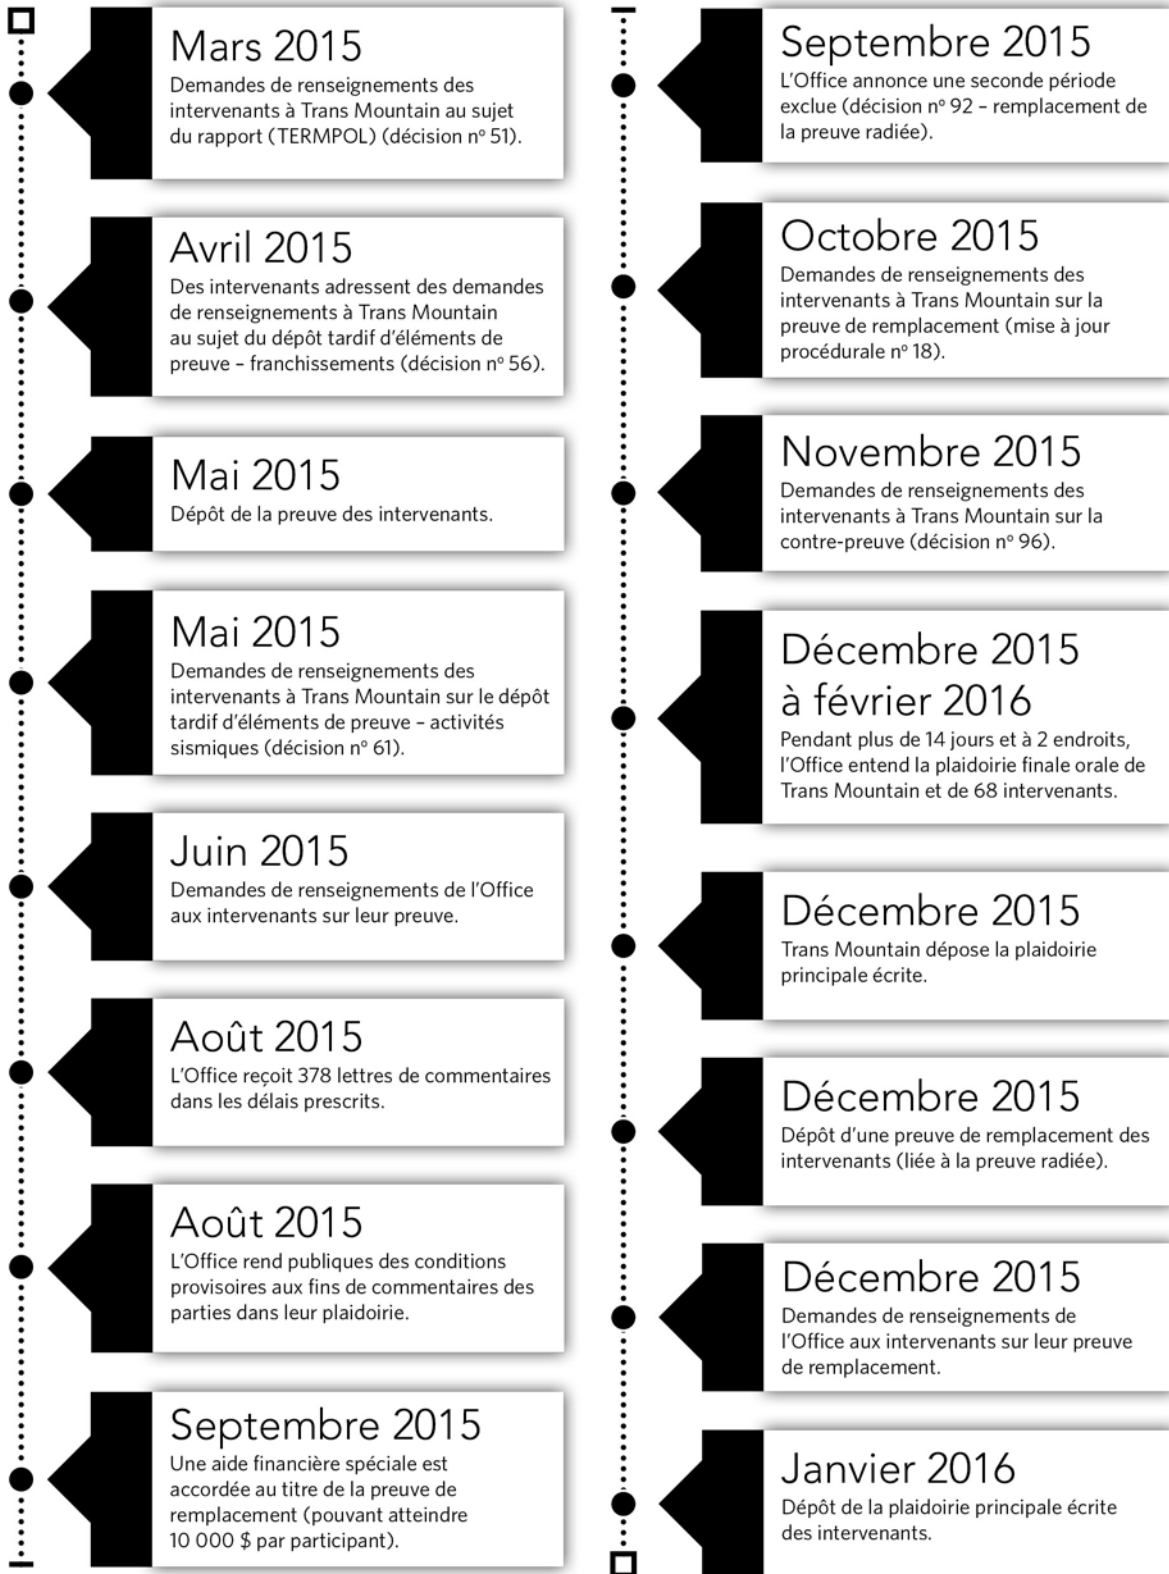 Mars 2015
Demandes de renseignements des
intervenants à Trans Mountain au sujet
du rapport (TERMPOL) (décision nº 51).
Avril 2015
Des intervenants adressent des demandes
de renseignements à Trans Mountain
au sujet du dépôt tardif d'éléments de
preuve – franchissements (décision nº 56).
Mai 2015
Dépôt de la preuve des intervenants.
Mai 2015
Demandes de renseignements des
intervenants à Trans Mountain sur le dépôt
tardif d'éléments de preuve – activités
sismiques (décision nº 61).
Juin 2015
Demandes de renseignements de l'Office
aux intervenants sur leur preuve.
Août 2015
L'Office reçoit 378 lettres de commentaires
dans les délais prescrits.
Août 2015
L'Office rend publiques des conditions
provisoires aux fins de commentaires des
parties dans leur plaidoirie.
Septembre 2015
Une aide financière spéciale est
accordée au titre de la preuve de
remplacement (pouvant atteindre
10 000 $ par participant).
Septembre 2015
L'Office annonce une seconde période
exclue (décision nº 92 – remplacement de
la preuve radiée).
Octobre 2015
Demandes de renseignements des
intervenants à Trans Mountain sur la
preuve de remplacement (mise à jour
procédurale nº 18).
Novembre 2015
Demandes de renseignements des
intervenants à Trans Mountain sur la
contre-preuve (décision nº 96).
Décembre 2015
à février 2016
Pendant plus de 14 jours et à 2 endroits,
l'Office entend la plaidoirie finale orale de
Trans Mountain et de 68 intervenants.
Décembre 2015
Trans Mountain dépose la plaidoirie
principale écrite.
Décembre 2015
Dépôt d'une preuve de remplacement des
intervenants (liée à la preuve radiée).
Décembre 2015
Demandes de renseignements de
l'Office aux intervenants sur leur preuve
de remplacement.
Janvier 2016
Dépôt de la plaidoirie principale écrite
des intervenants.